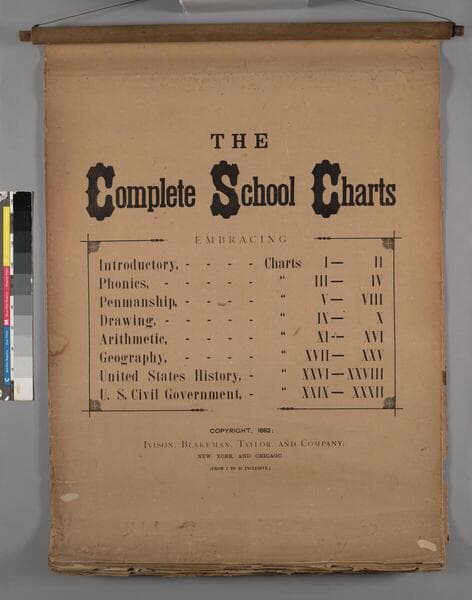 THE
Complete School Charts
EMBRACING
Introductory, - - - - Charts I — II
Phonics, - - - - - " III — IV
Penmanship, - - - - - " V — VIII
Drawing, - - - - - " IX — X
Arithmetic, - - - - " XI — XVI
Geography, - - - - " XVII — XXV
United States History, - " XXVI — XXVIII
U. S. Civil Government, - " XXIX — XXXII
COPYRIGHT, 1882:
IVISON, BLAKEMAN, TAYLOR, AND COMPANY,
NEW YORK AND CHICAGO.